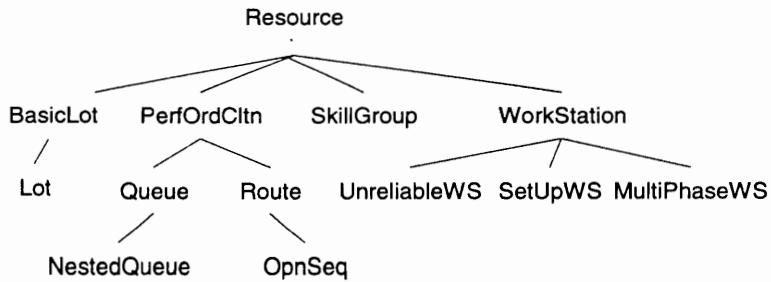 Resource
BasicLot PerfOrdCltn SkillGroup WorkStation
Lot Queue Route UnreliableWS SetUpWS MultiPhaseWS
NestedQueue OpnSeq